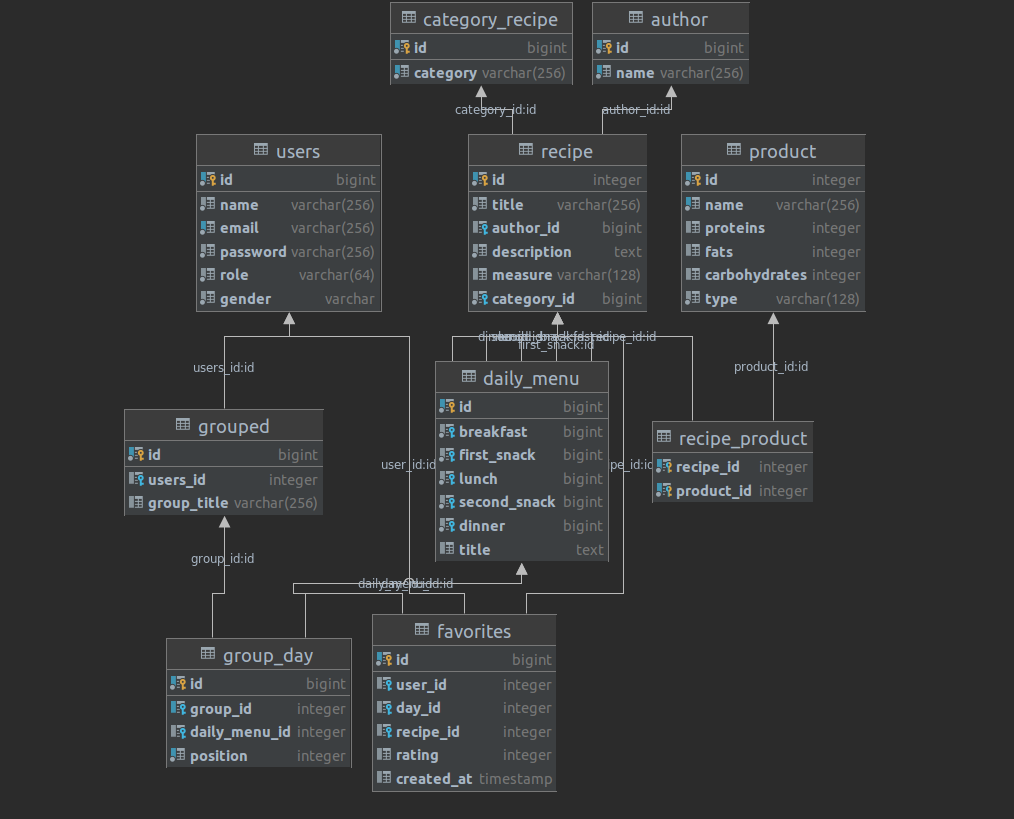 category_recipe
id bigint
category varchar(256)
author
id bigint
name varchar(256)
category_id:id
author_id:id
users
id bigint
name varchar(256)
email varchar(256)
password varchar(256)
role varchar(64)
gender varchar
recipe
id integer
title varchar(256)
author_id bigint
description text
measure varchar(128)
category_id bigint
product
id integer
name varchar(256)
proteins integer
fats integer
carbohydrates integer
type varchar(128)
first_snack:id
users_id:id
product_id:id
daily_menu
id bigint
breakfast bigint
first_snack bigint
lunch bigint
second_snack bigint
dinner bigint
title text
grouped
id bigint
users_id integer
group_title varchar(256)
recipe_product
recipe_id integer
product_id integer
user_id:id
pe_id:id
group_id:id
group_day
id bigint
group_id integer
daily_menu_id integer
position integer
favorites
id bigint
user_id integer
day_id integer
recipe_id integer
rating integer
created_at timestamp